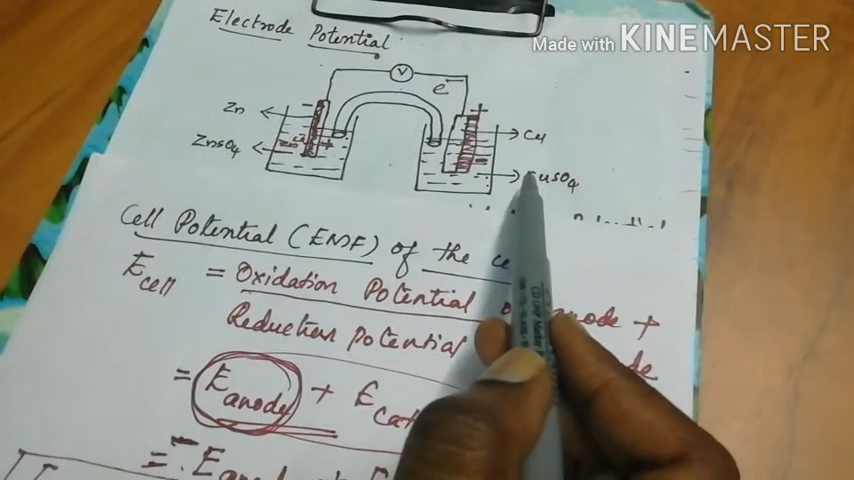 Made with KINEMASTER
Electrode Potential
V
e
Zn
Cu
ZnSO4
CuSO4
Cell Potential (EMF) of the
Ecell = Oxidation Potential
Reduction Potential
= Eanode +
= -E